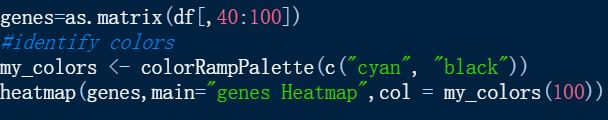 genes=as.matrix(df[,40:100])
#identify colors
my_colors <- colorRampPalette(c("cyan", "black"))
heatmap(genes,main="genes Heatmap",col = my_colors(100))